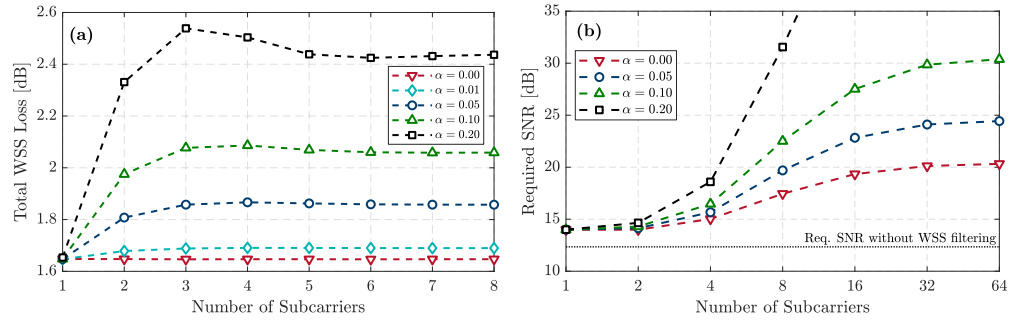 (a)
Total WSS Loss [dB]
2.6
2.4
2.2
2
1.8
1.6
α = 0.00
α = 0.01
α = 0.05
α = 0.10
α = 0.20
1 2 3 4 5 6 7 8
Number of Subcarriers
(b)
Required SNR [dB]
35
30
25
20
15
10
α = 0.00
α = 0.05
α = 0.10
α = 0.20
Req. SNR without WSS filtering
1 2 4 8 16 32 64
Number of Subcarriers